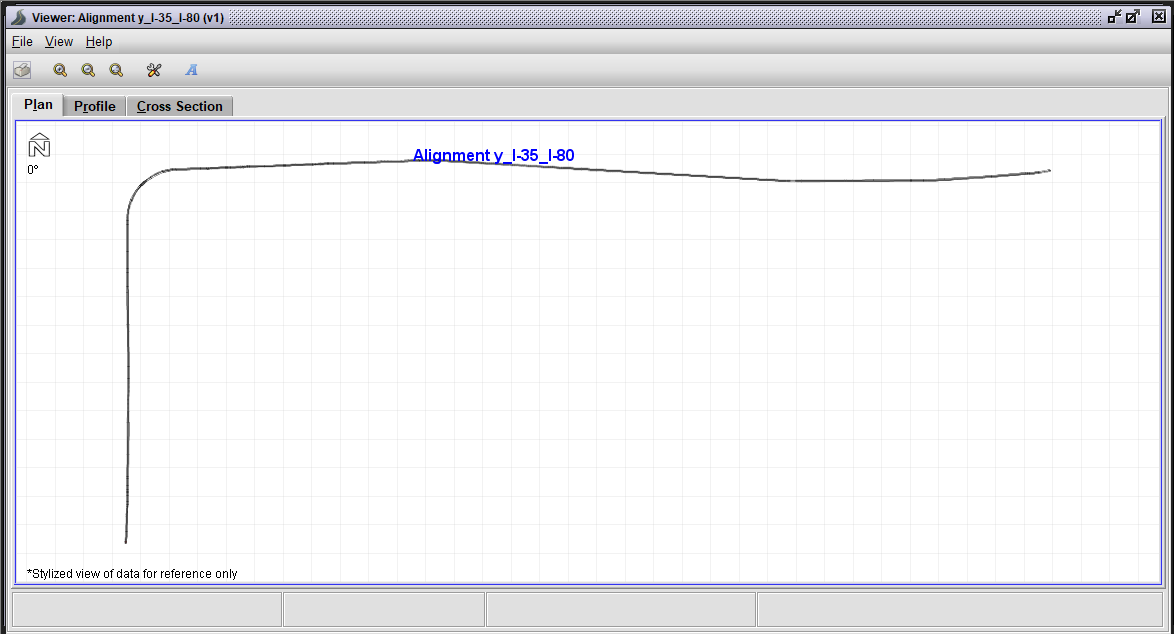 Viewer: Alignment y_I-35_I-80 (v1)
File View Help
A
Plan Profile Cross Section
N
0°
Alignment y_I-35_I-80
*Stylized view of data for reference only